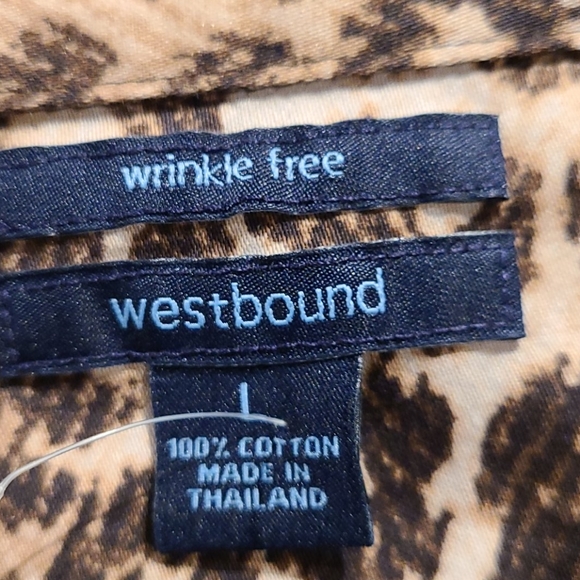 wrinkle free
westbound
L
100% COTTON
MADE IN
THAILAND